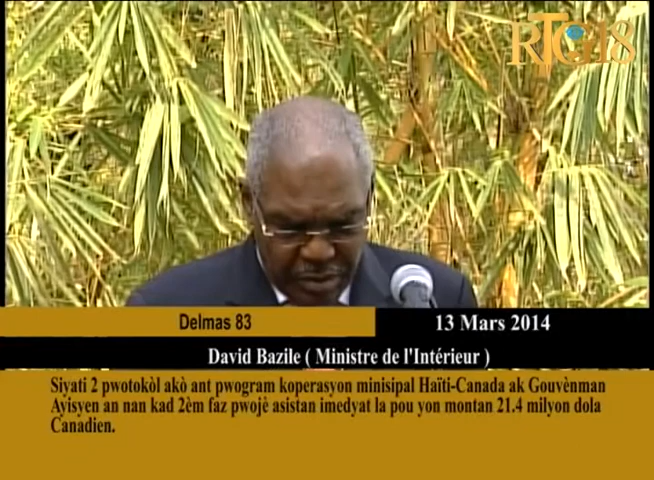 RTG18
Delmas 83
13 Mars 2014
David Bazile ( Ministre de l'Intérieur )
Siyati 2 pwotokòl akò ant pwogram koperasyon minisipal Haïti-Canada ak Gouvènman
Ayisyen an nan kad 2èm faz pwojè asistan imedyat la pou yon montan 21.4 milyon dola
Canadien.